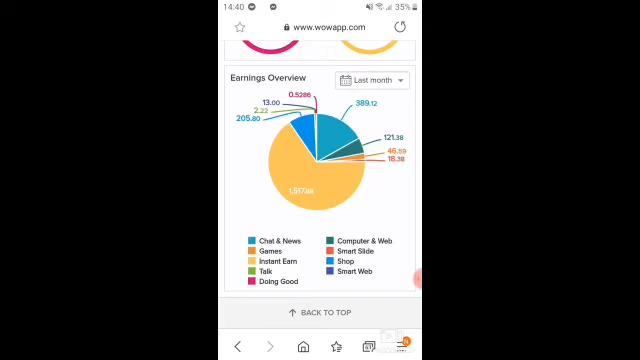 14:40 35%
www.wowapp.com
Earnings Overview Last month
0.5286
13.00 389.12
2.22
205.80
121.38
46.59
18.38
1,517.88
Chat & News Computer & Web
Games Smart Slide
Instant Earn Shop
Talk Smart Web
Doing Good
BACK TO TOP